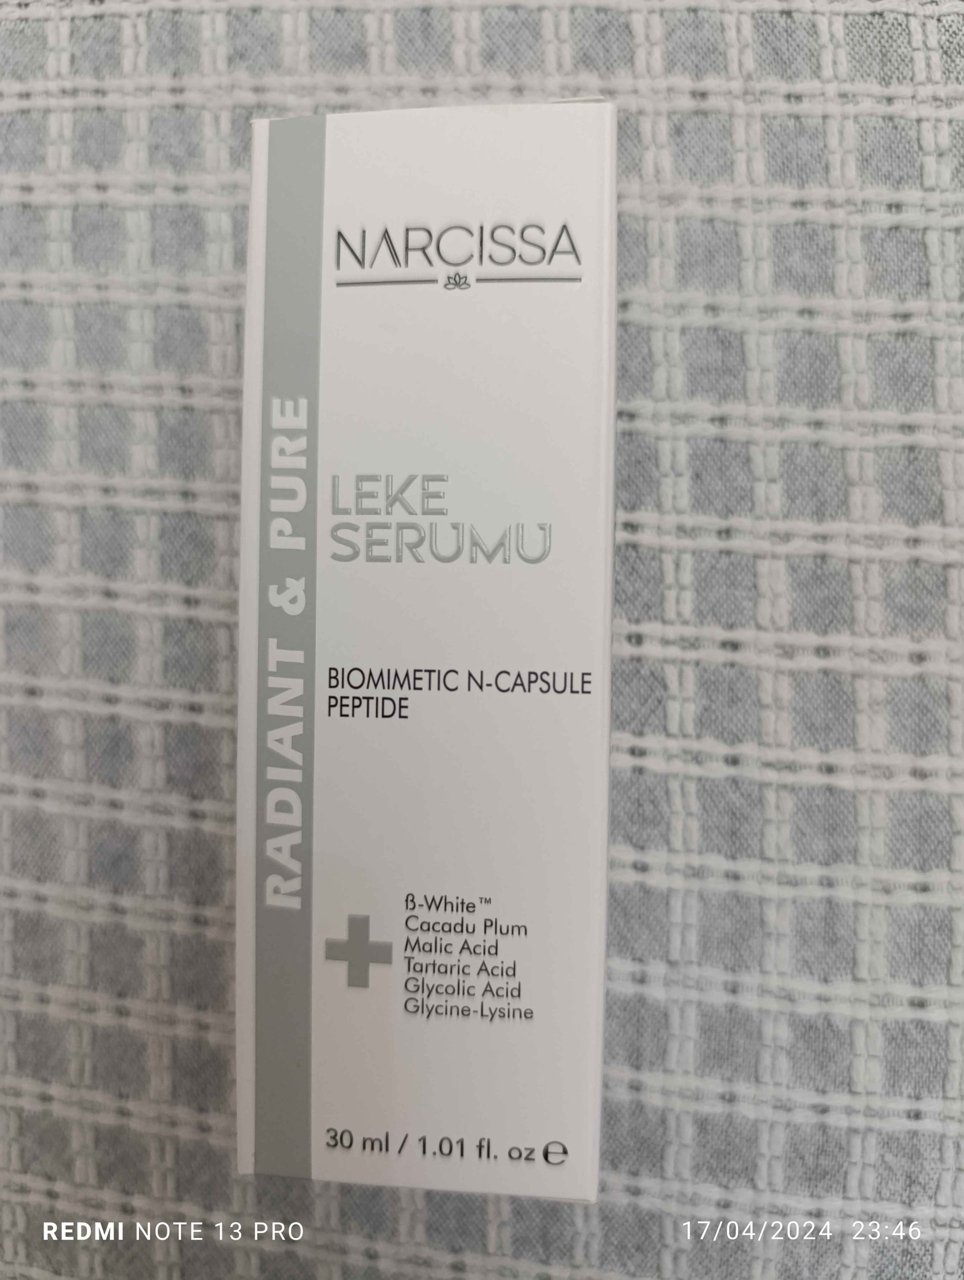 NARCISSA
RADIANT & PURE
LEKE
SERUMU
BIOMIMETIC N-CAPSULE
PEPTIDE
ß-White™
Cacadu Plum
Malic Acid
Tartaric Acid
Glycolic Acid
Glycine-Lysine
30 ml / 1.01 fl. oz ℮
REDMI NOTE 13 PRO
17/04/2024 23:46